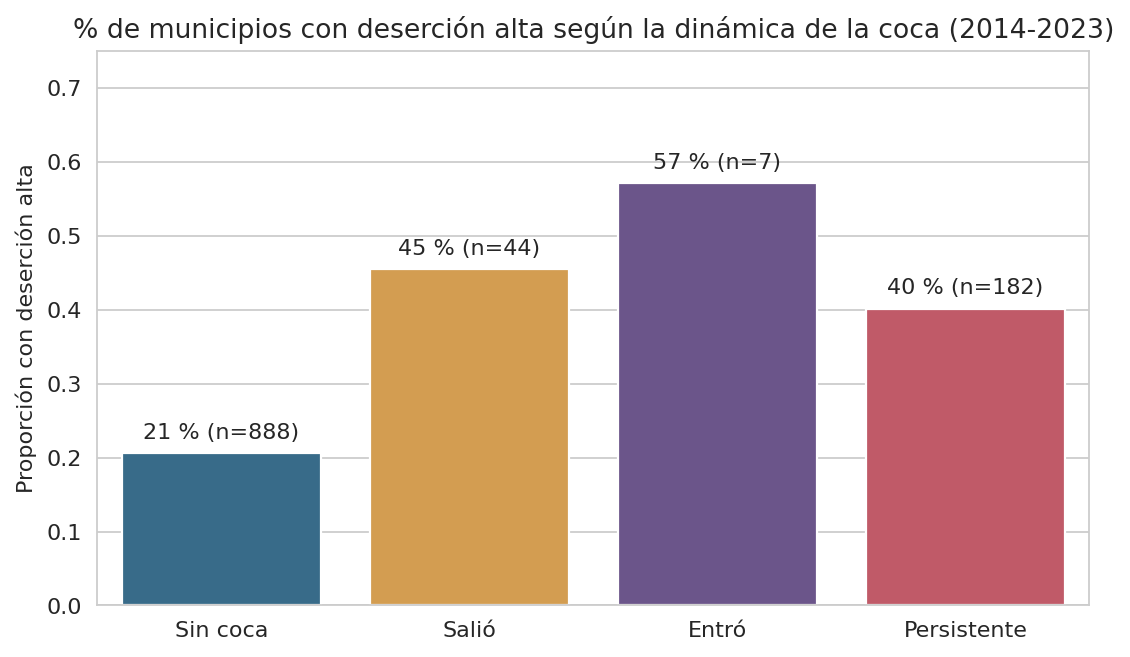 % de municipios con deserción alta según la dinámica de la coca (2014-2023)
Proporción con deserción alta
0.7
0.6
0.5
0.4
0.3
0.2
0.1
0.0
21 % (n=888)
45 % (n=44)
57 % (n=7)
40 % (n=182)
Sin coca
Salió
Entró
Persistente